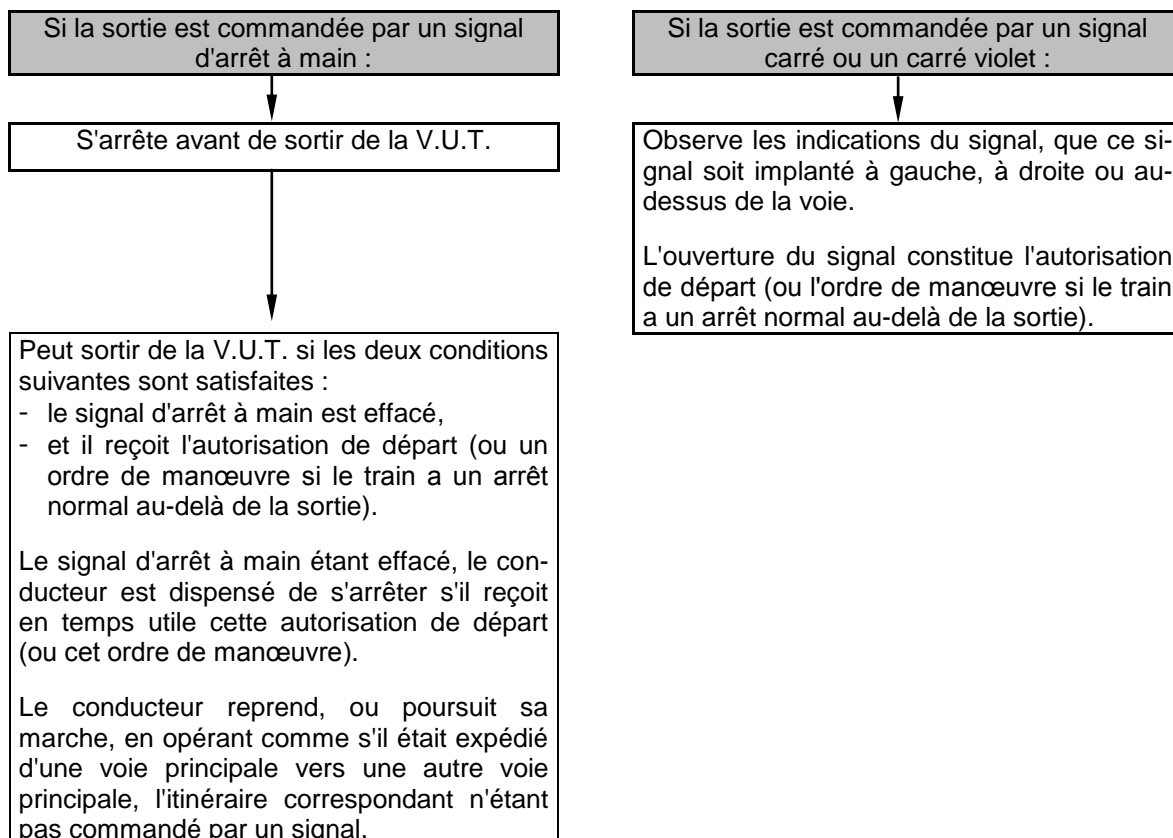 Si la sortie est commandée par un signal
d'arrêt à main :
S'arrête avant de sortir de la V.U.T.
Peut sortir de la V.U.T. si les deux conditions
suivantes sont satisfaites :
- le signal d'arrêt à main est effacé,
- et il reçoit l'autorisation de départ (ou un
ordre de manœuvre si le train a un arrêt
normal au-delà de la sortie).
Le signal d'arrêt à main étant effacé, le con-
ducteur est dispensé de s'arrêter s'il reçoit
en temps utile cette autorisation de départ
(ou cet ordre de manœuvre).
Le conducteur reprend, ou poursuit sa
marche, en opérant comme s'il était expédié
d'une voie principale vers une autre voie
principale, l'itinéraire correspondant n'étant
pas commandé par un signal.
Si la sortie est commandée par un signal
carré ou un carré violet :
Observe les indications du signal, que ce si-
gnal soit implanté à gauche, à droite ou au-
dessus de la voie.
L'ouverture du signal constitue l'autorisation
de départ (ou l'ordre de manœuvre si le train
a un arrêt normal au-delà de la sortie).